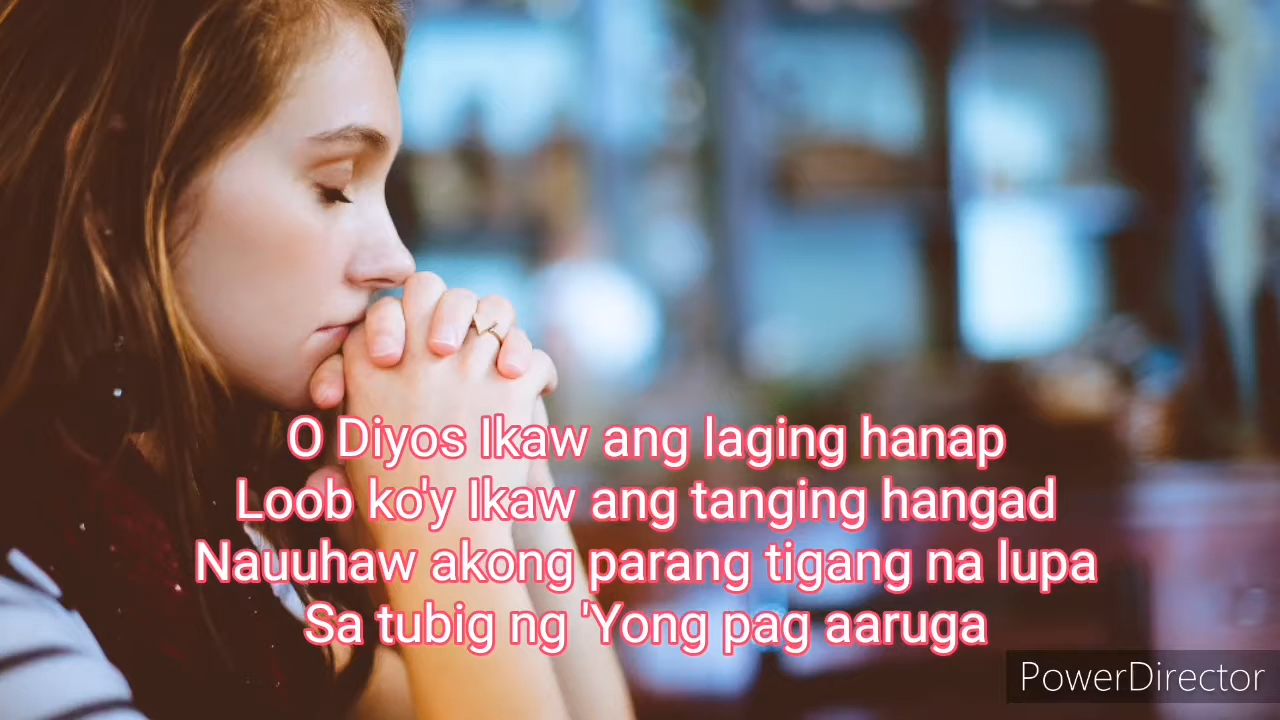 O Diyos Ikaw ang laging hanap
Loob ko'y Ikaw ang tanging hangad
Nauuhaw akong parang tigang na lupa
Sa tubig ng 'Yong pag aaruga
PowerDirector